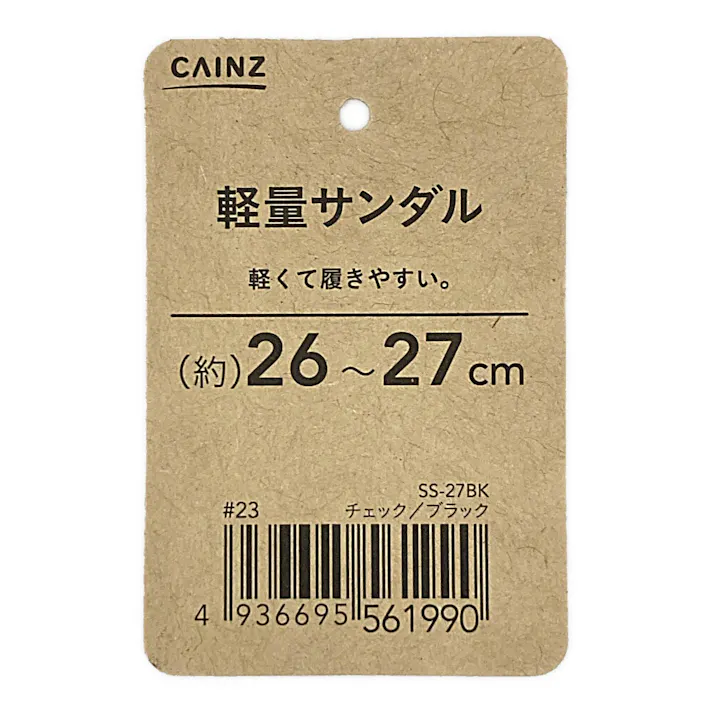 CAINZ
軽量サンダル
軽くて履きやすい。
(約)26～27cm
SS-27BK
#23 チェック／ブラック
4 936695 561990